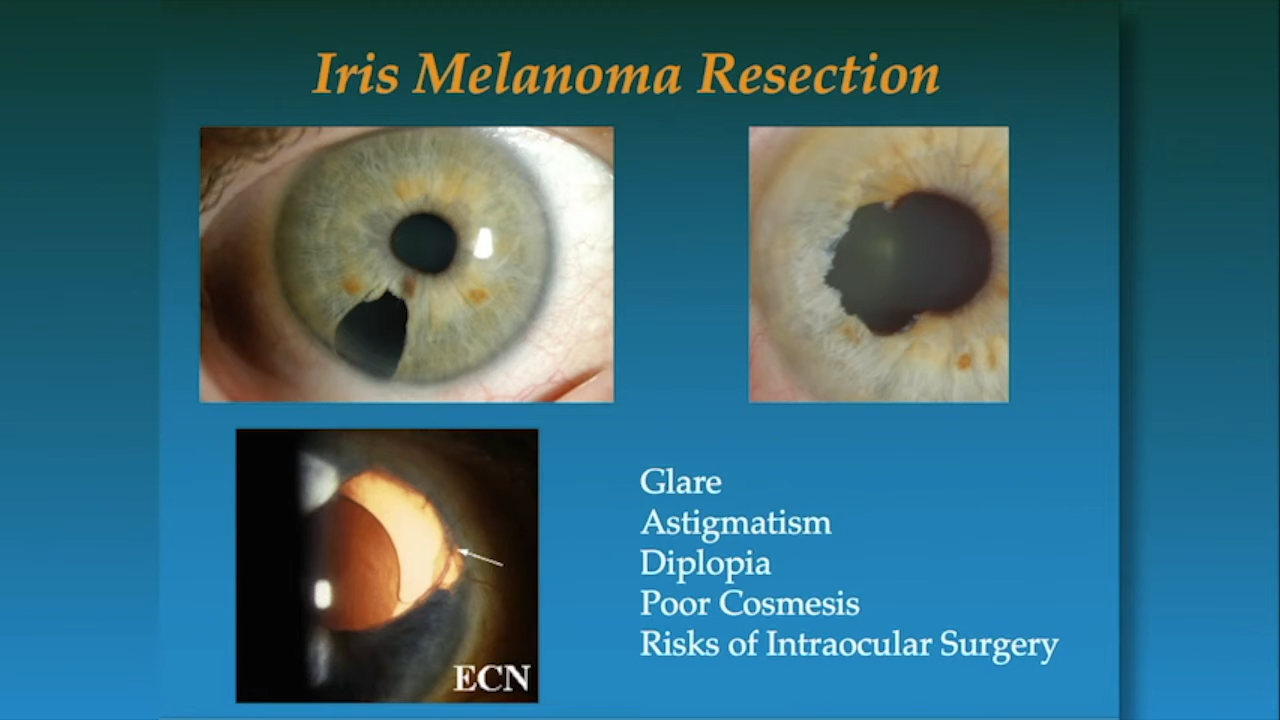 Iris Melanoma Resection
ECN
Glare
Astigmatism
Diplopia
Poor Cosmesis
Risks of Intraocular Surgery